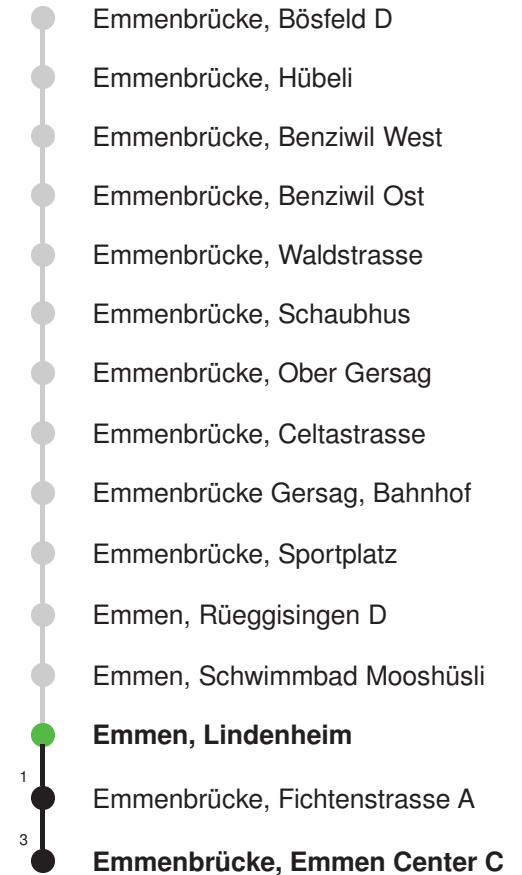 Emmenbrücke, Bösfeld D
Emmenbrücke, Hübeli
Emmenbrücke, Benziwil West
Emmenbrücke, Benziwil Ost
Emmenbrücke, Waldstrasse
Emmenbrücke, Schaubhus
Emmenbrücke, Ober Gersag
Emmenbrücke, Celtastrasse
Emmenbrücke Gersag, Bahnhof
Emmenbrücke, Sportplatz
Emmen, Rüeggisingen D
Emmen, Schwimmbad Mooshüsli
Emmen, Lindenheim
1 Emmenbrücke, Fichtenstrasse A
3 Emmenbrücke, Emmen Center C